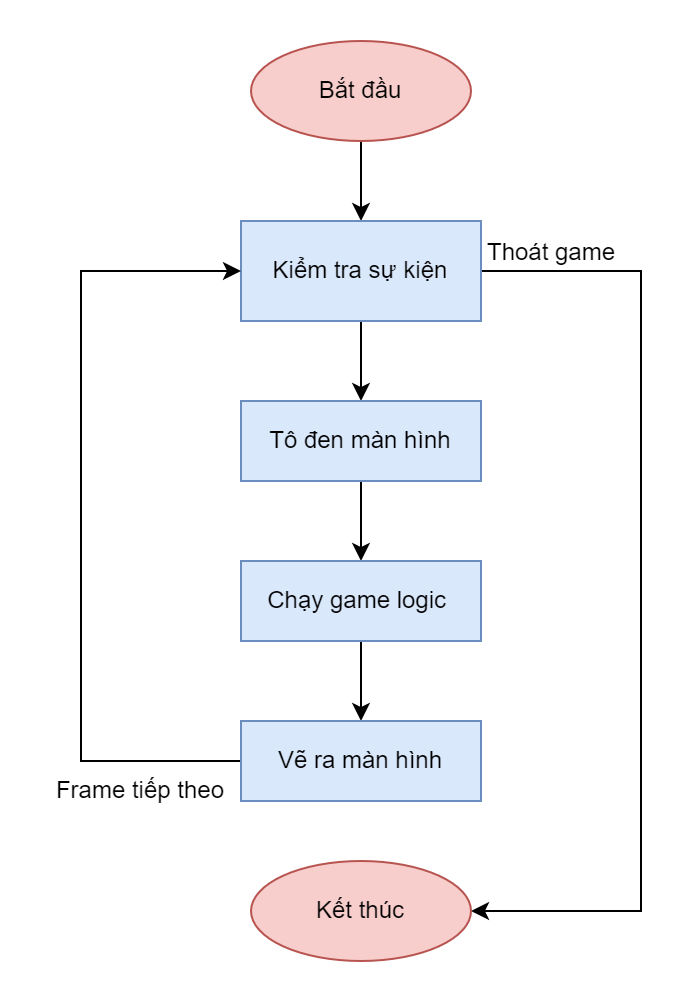 Bắt đầu
Thoát game
Kiểm tra sự kiện
Tô đen màn hình
Chạy game logic
Vẽ ra màn hình
Frame tiếp theo
Kết thúc